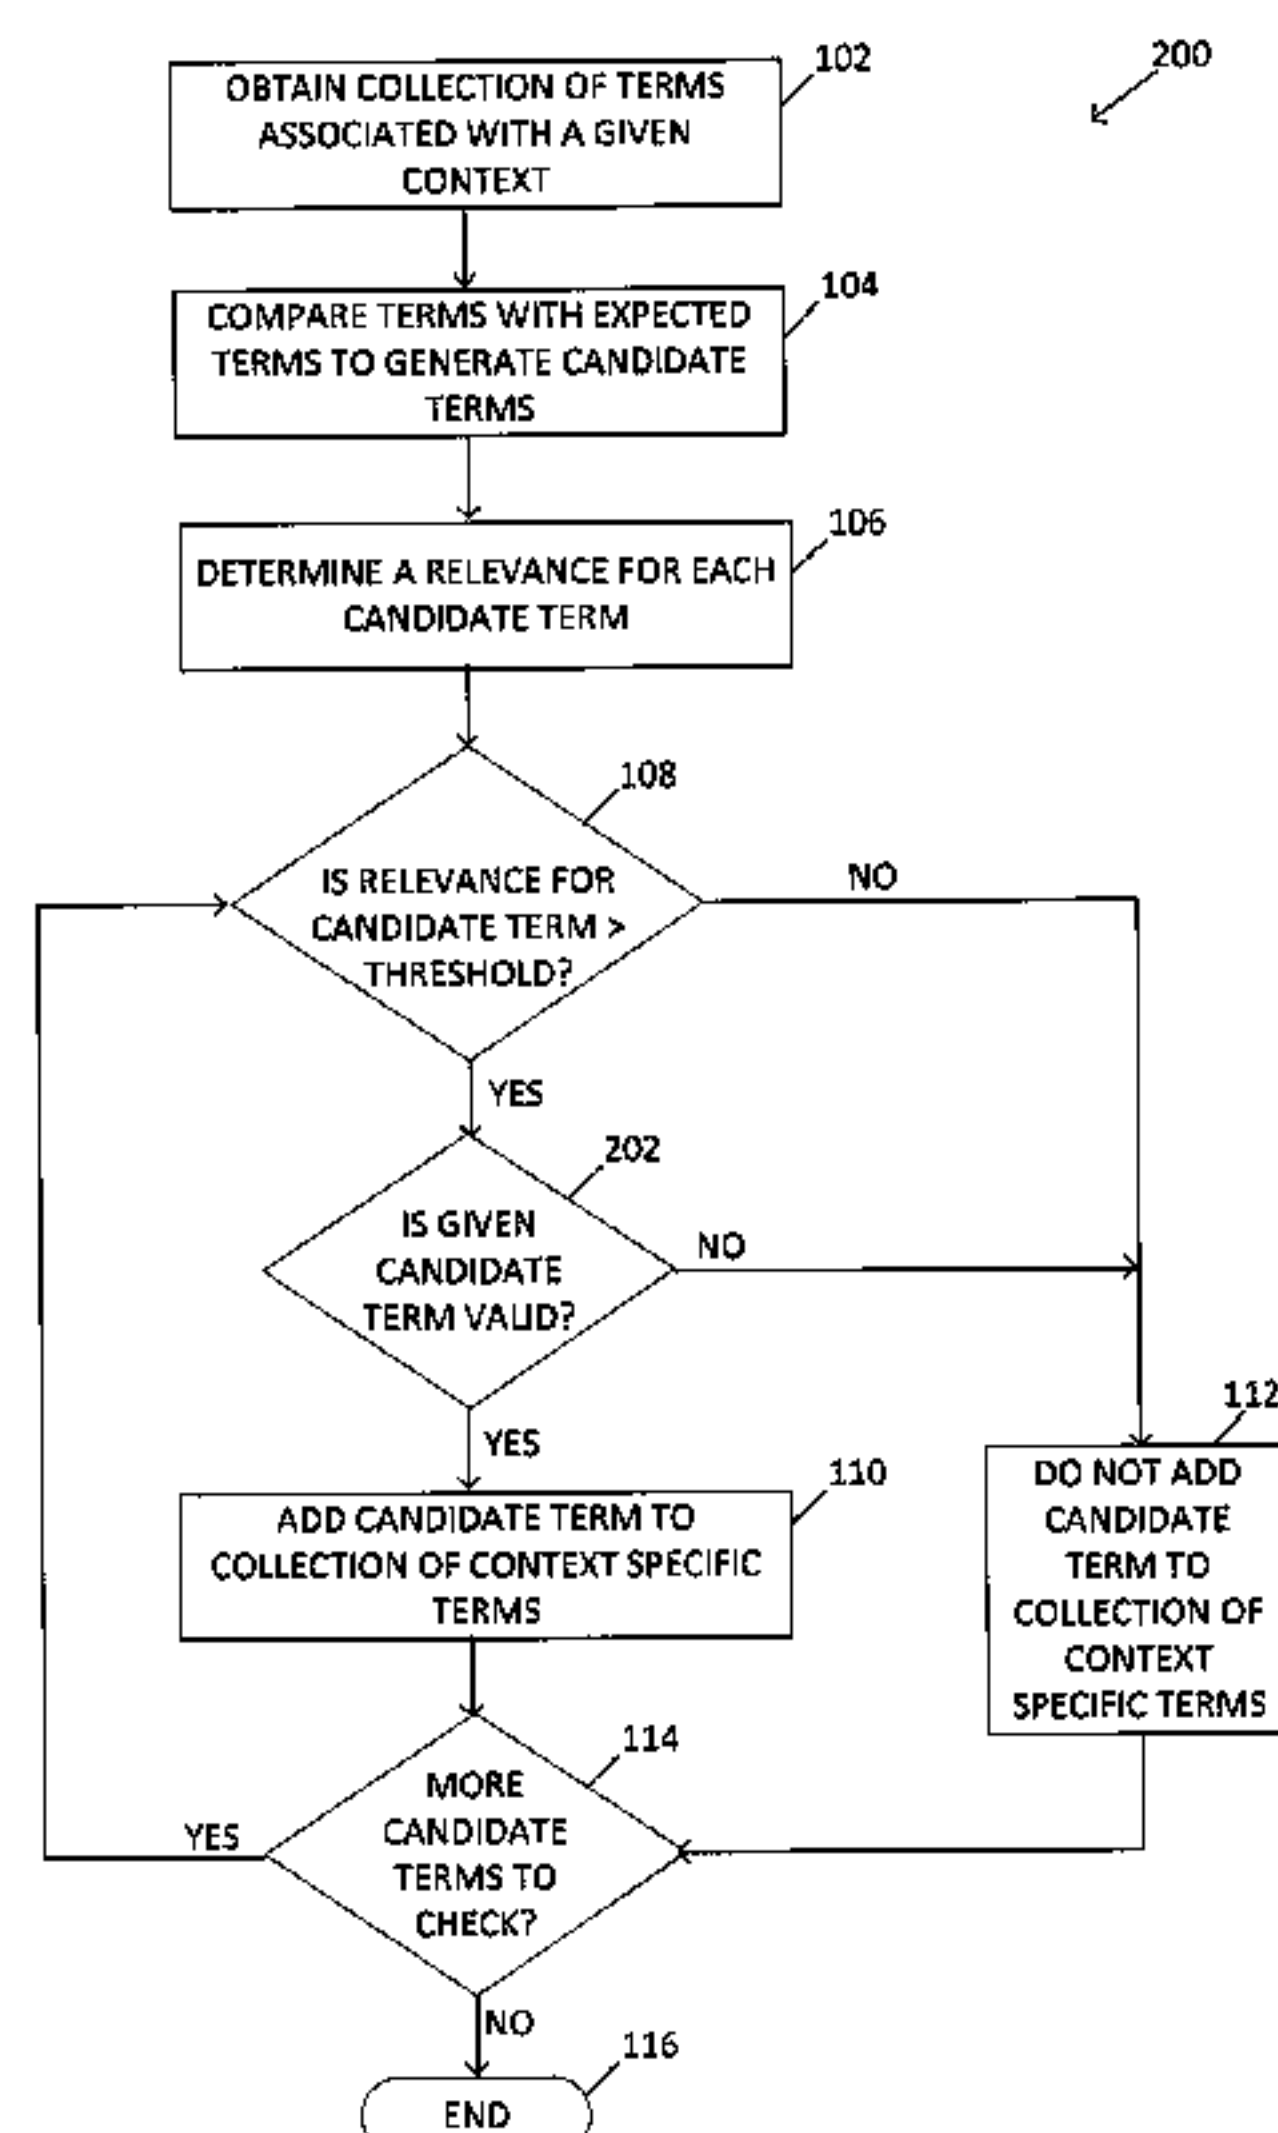 102
200
OBTAIN COLLECTION OF TERMS
ASSOCIATED WITH A GIVEN
CONTEXT
104
COMPARE TERMS WITH EXPECTED
TERMS TO GENERATE CANDIDATE
TERMS
106
DETERMINE A RELEVANCE FOR EACH
CANDIDATE TERM
108
IS RELEVANCE FOR
CANDIDATE TERM >
THRESHOLD?
NO
YES
202
IS GIVEN
CANDIDATE
TERM VALID?
NO
YES
110
ADD CANDIDATE TERM TO
COLLECTION OF CONTEXT SPECIFIC
TERMS
112
DO NOT ADD
CANDIDATE
TERM TO
COLLECTION OF
CONTEXT
SPECIFIC TERMS
114
MORE
CANDIDATE
TERMS TO
CHECK?
YES
NO
116
END